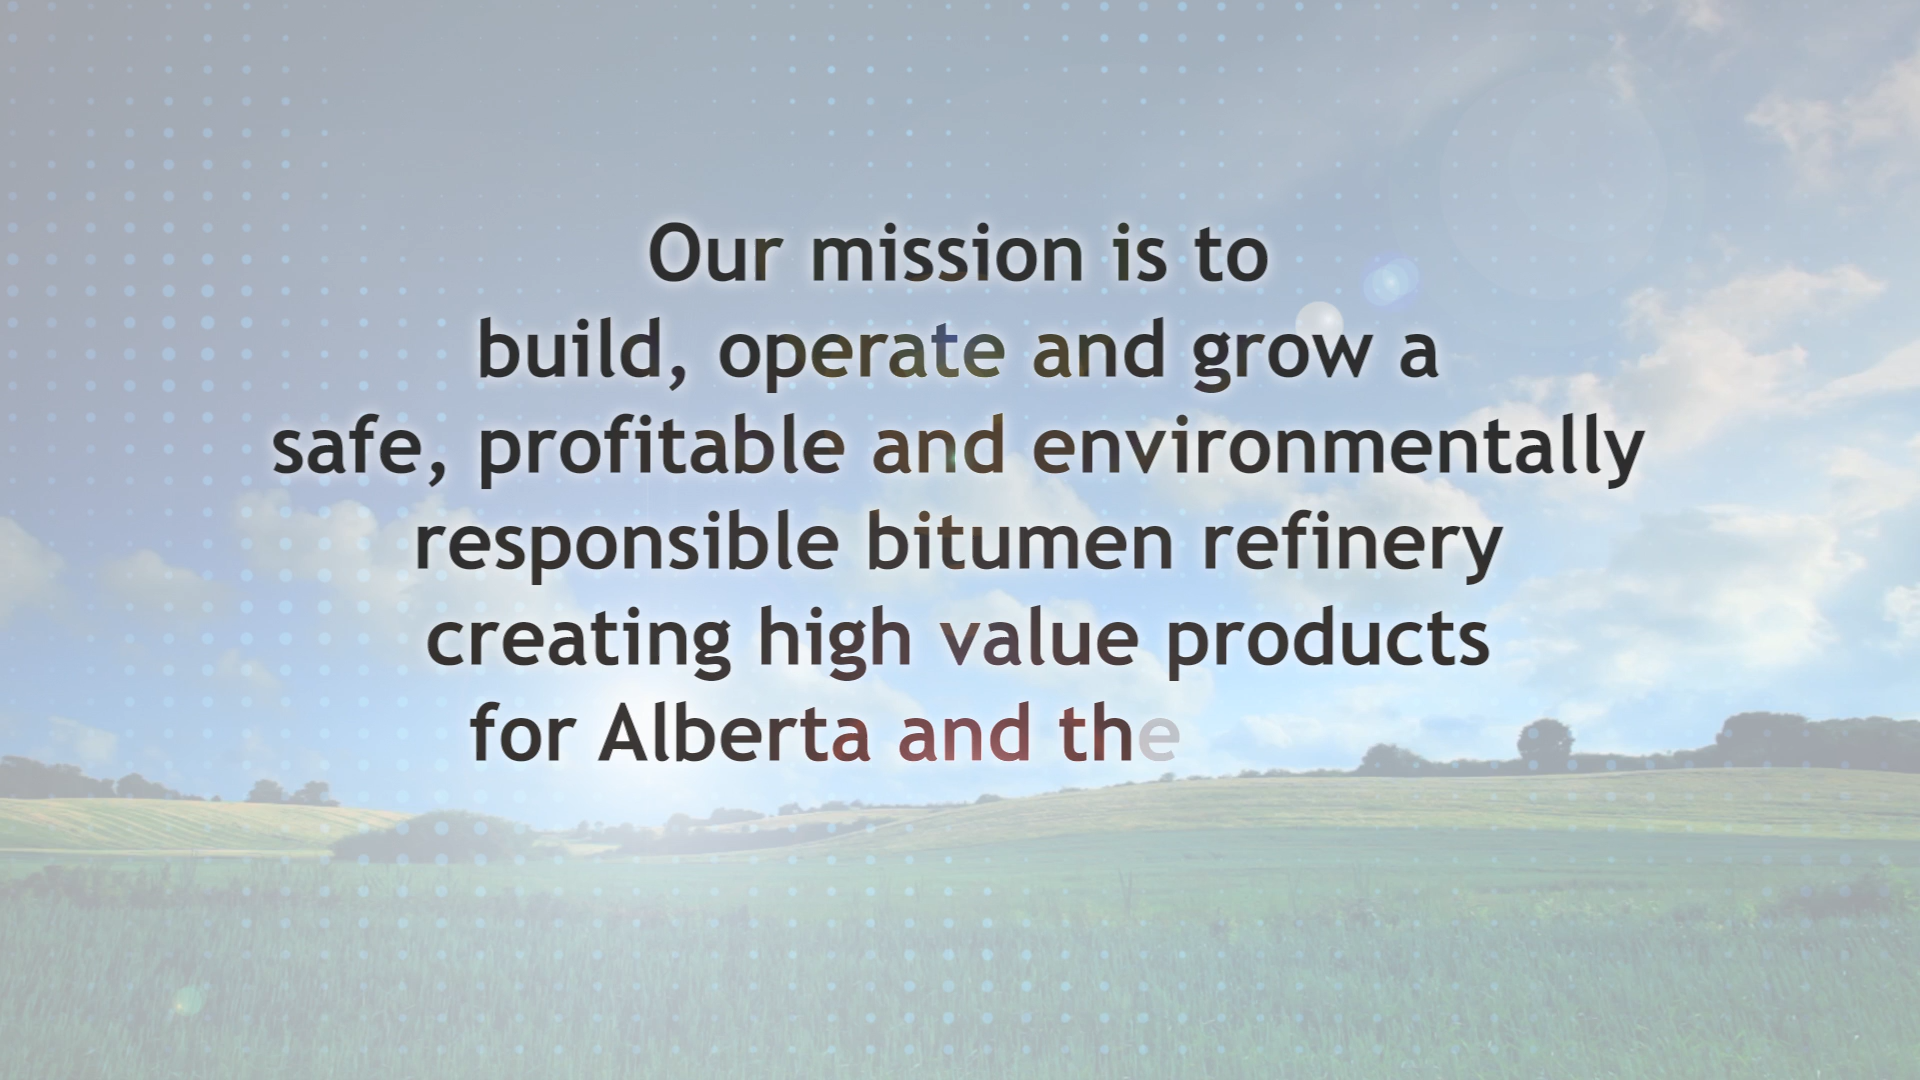 Our mission is to
build, operate and grow a
safe, profitable and environmentally
responsible bitumen refinery
creating high value products
for Alberta and the